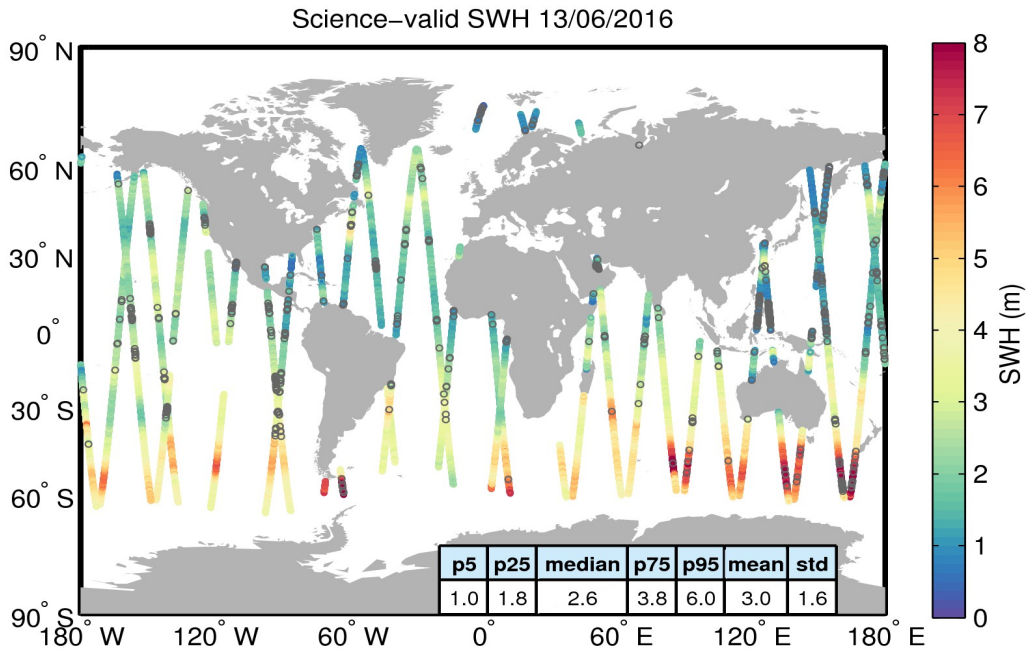 Science−valid SWH 13/06/2016
90° N
60° N
30° N
0°
30° S
60° S
90° S
180° W 120° W 60° W 0° 60° E 120° E 180° E
p5 p25 median p75 p95 mean std
1.0 1.8 2.6 3.8 6.0 3.0 1.6
8
7
6
5
4
3
2
1
0
SWH (m)